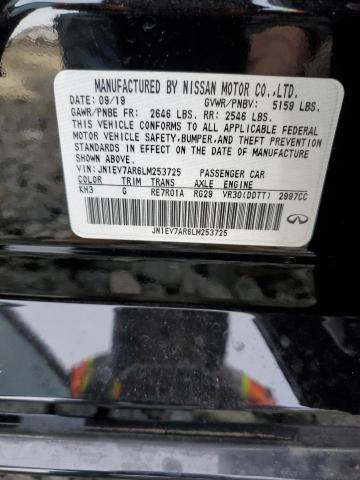 MANUFACTURED BY NISSAN MOTOR CO.,LTD.
DATE: 09/19 GVWR/PNBV: 5159 LBS.
GAWR/PNBE FR: 2646 LBS. RR: 2546 LBS.
THIS VEHICLE CONFORMS TO ALL APPLICABLE FEDERAL
MOTOR VEHICLE SAFETY, BUMPER, AND THEFT PREVENTION
STANDARDS IN EFFECT ON THE DATE OF MANUFACTURE
SHOWN ABOVE.
VIN: JN1EV7AR6LM253725 PASSENGER CAR
COLOR TRIM TRANS AXLE ENGINE
KH3 G RE7R01A RG29 VR30(DDTT) 2997CC
JN1EV7AR6LM253725